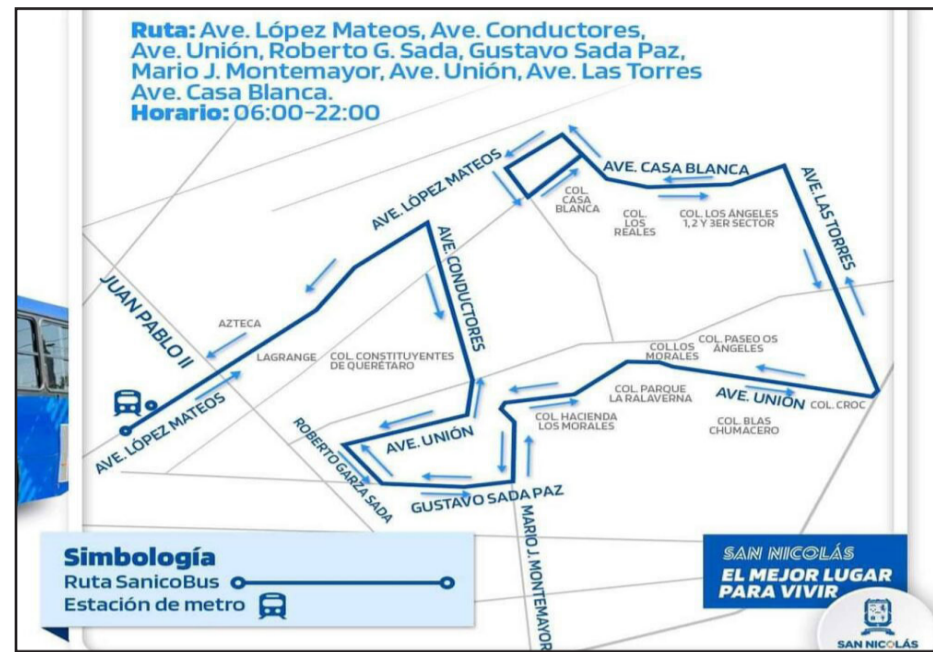 Ruta: Ave. López Mateos, Ave. Conductores,
Ave. Unión, Roberto G. Sada, Gustavo Sada Paz,
Mario J. Montemayor, Ave. Unión, Ave. Las Torres
Ave. Casa Blanca.
Horario: 06:00-22:00
AVE. LÓPEZ MATEOS
AVE. CASA BLANCA
COL.
CASA
BLANCA
COL.
LOS
REALES
COL. LOS ÁNGELES
1, 2 Y 3ER SECTOR
AVE. LAS TORRES
AVE. CONDUCTORES
JUAN PABLO II
AZTECA
LAGRANGE
COL. CONSTITUYENTES
DE QUERÉTARO
COL.LOS
MORALES
COL. PASEO OS
ÁNGELES
COL. PARQUE
LA RALAVERNA
AVE. UNIÓN
COL. CROC
COL. BLAS
CHUMACERO
COL. HACIENDA
LOS MORALES
AVE. LÓPEZ MATEOS
AVE. UNIÓN
ROBERTO GARZA SADA
GUSTAVO SADA PAZ
MARIO J. MONTEMAYOR
Simbología
Ruta SanicoBus
Estación de metro
SAN NICOLÁS
EL MEJOR LUGAR
PARA VIVIR
SAN NICOLÁS